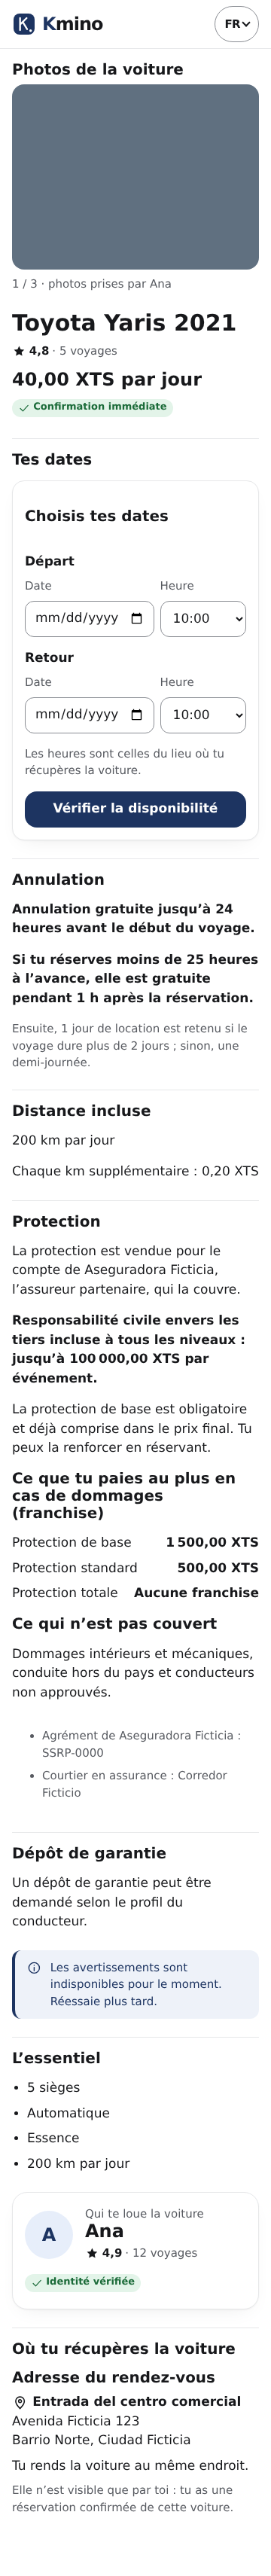 Kmino
FR
Photos de la voiture
1 / 3 · photos prises par Ana
Toyota Yaris 2021
★ 4,8 · 5 voyages
40,00 XTS par jour
Confirmation immédiate
Tes dates
Choisis tes dates
Départ
Date Heure
mm/dd/yyyy 10:00
Retour
Date Heure
mm/dd/yyyy 10:00
Les heures sont celles du lieu où tu
récupères la voiture.
Vérifier la disponibilité
Annulation
Annulation gratuite jusqu’à 24
heures avant le début du voyage.
Si tu réserves moins de 25 heures
à l’avance, elle est gratuite
pendant 1 h après la réservation.
Ensuite, 1 jour de location est retenu si le
voyage dure plus de 2 jours ; sinon, une
demi-journée.
Distance incluse
200 km par jour
Chaque km supplémentaire : 0,20 XTS
Protection
La protection est vendue pour le
compte de Aseguradora Ficticia,
l’assureur partenaire, qui la couvre.
Responsabilité civile envers les
tiers incluse à tous les niveaux :
jusqu’à 100 000,00 XTS par
événement.
La protection de base est obligatoire
et déjà comprise dans le prix final. Tu
peux la renforcer en réservant.
Ce que tu paies au plus en
cas de dommages
(franchise)
Protection de base 1 500,00 XTS
Protection standard 500,00 XTS
Protection totale Aucune franchise
Ce qui n’est pas couvert
Dommages intérieurs et mécaniques,
conduite hors du pays et conducteurs
non approuvés.
• Agrément de Aseguradora Ficticia :
SSRP-0000
• Courtier en assurance : Corredor
Ficticio
Dépôt de garantie
Un dépôt de garantie peut être
demandé selon le profil du
conducteur.
Les avertissements sont
indisponibles pour le moment.
Réessaie plus tard.
L’essentiel
• 5 sièges
• Automatique
• Essence
• 200 km par jour
A
Qui te loue la voiture
Ana
★ 4,9 · 12 voyages
Identité vérifiée
Où tu récupères la voiture
Adresse du rendez-vous
Entrada del centro comercial
Avenida Ficticia 123
Barrio Norte, Ciudad Ficticia
Tu rends la voiture au même endroit.
Elle n’est visible que par toi : tu as une
réservation confirmée de cette voiture.